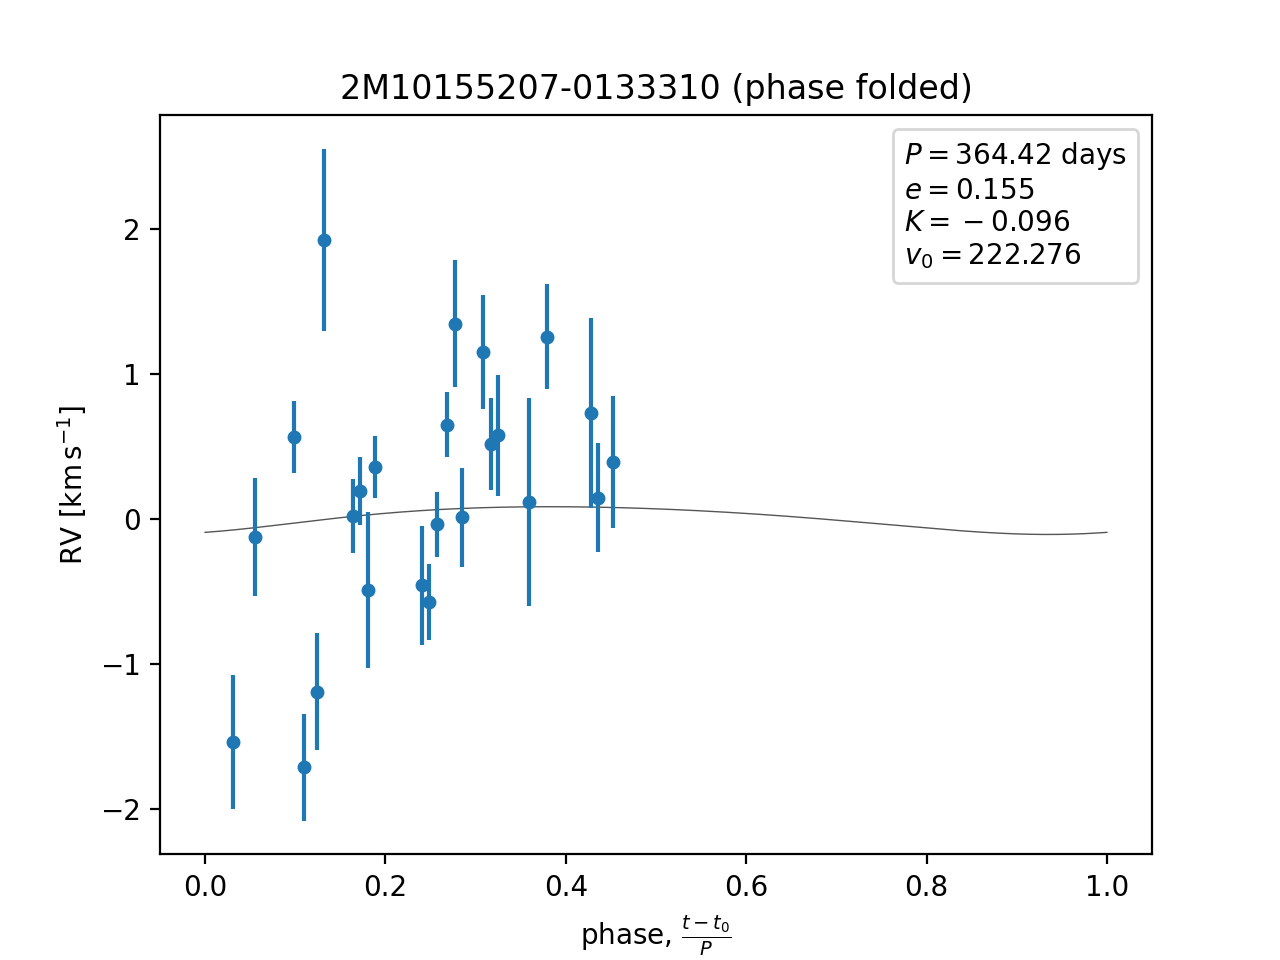 2M10155207-0133310 (phase folded)
P = 364.42 days
e = 0.155
K = −0.096
v₀ = 222.276
RV [km s⁻¹]
2
1
0
−1
−2
0.0 0.2 0.4 0.6 0.8 1.0
phase, (t − t₀)/P